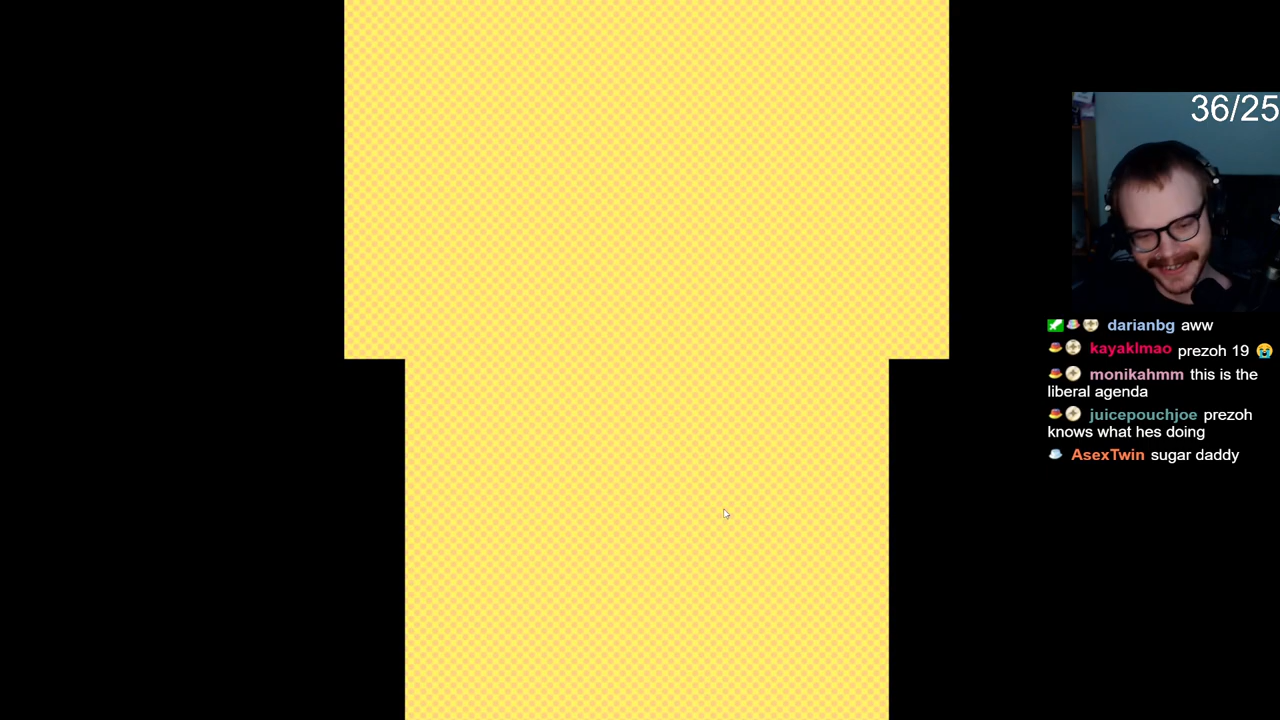 36/25
darianbg aww
kayaklmao prezoh 19 😭
monikahmm this is the
liberal agenda
juicepouchjoe prezoh
knows what hes doing
AsexTwin sugar daddy